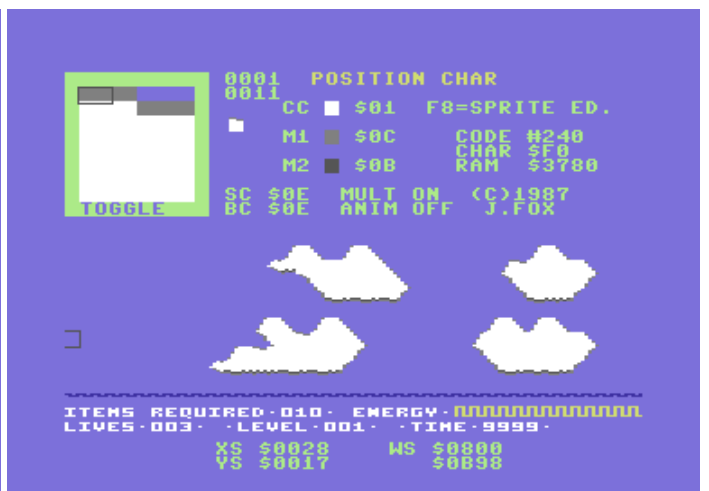 0001 POSITION CHAR
0011
CC $01 F8=SPRITE ED.
M1 $0C CODE #240
CHAR $F0
M2 $0B RAM $3780
SC $0E MULT ON (C)1987
BC $0E ANIM OFF J.FOX
TOGGLE
ITEMS REQUIRED·010· ENERGY·
LIVES·003· ·LEVEL·001· ·TIME·9999·
XS $0028 WS $0800
YS $0017 $0B98